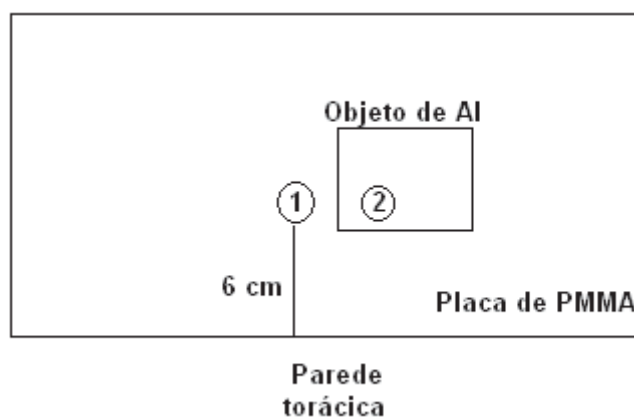 Objeto de Al
1
2
6 cm
Placa de PMMA
Parede
torácica